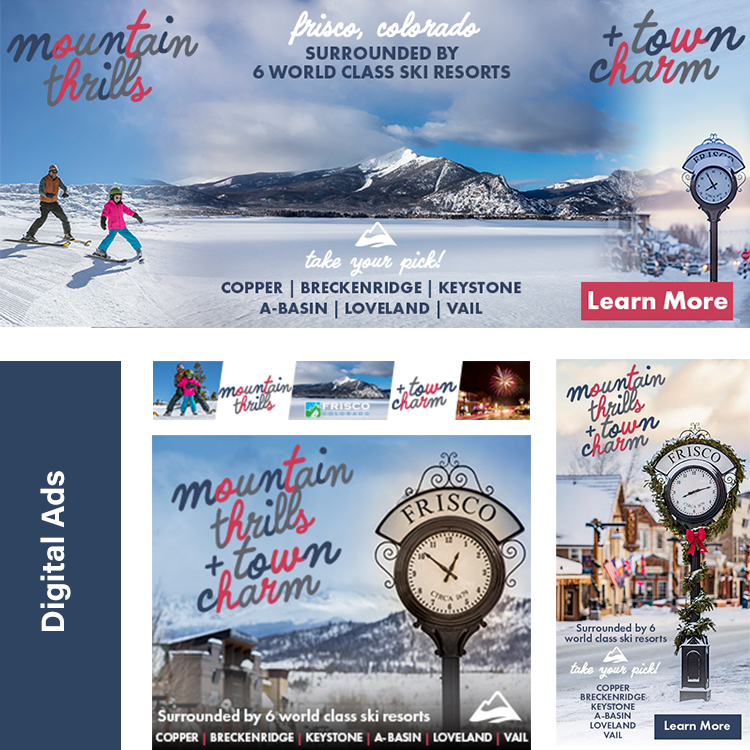 mountain
thrills
frisco, colorado
SURROUNDED BY
6 WORLD CLASS SKI RESORTS
+ town
charm
FRISCO
take your pick!
COPPER | BRECKENRIDGE | KEYSTONE
A-BASIN | LOVELAND | VAIL
Learn More
Digital Ads
mountain
thrills
FRISCO
COLORADO
+ town
charm
mountain
thrills
+ town
charm
FRISCO
CIRCA 1879
Surrounded by 6 world class ski resorts
COPPER | BRECKENRIDGE | KEYSTONE | A-BASIN | LOVELAND | VAIL
mountain
thrills
+ town
charm
FRISCO
CIRCA 1879
Surrounded by 6
world class ski resorts
take your pick!
COPPER
BRECKENRIDGE
KEYSTONE
A-BASIN
LOVELAND
VAIL
Learn More